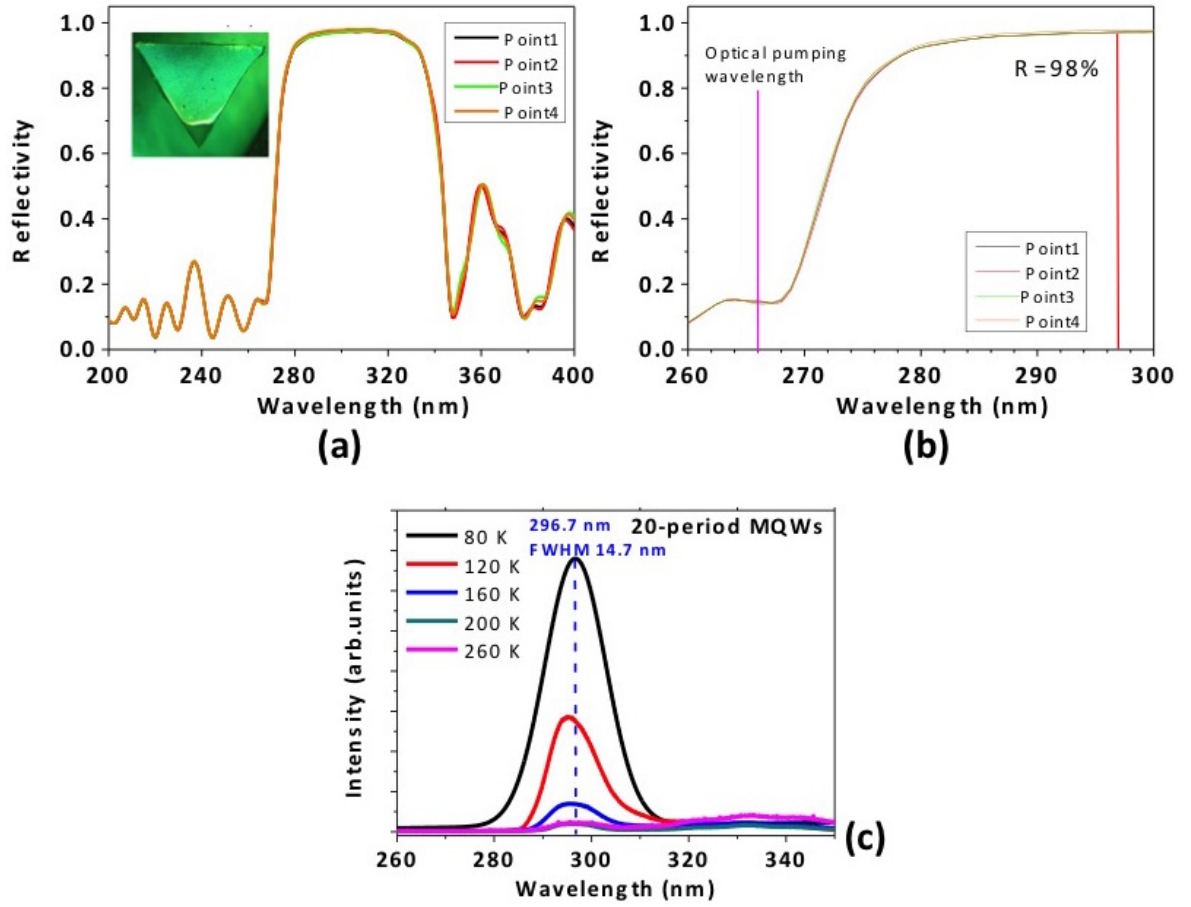 1.0
0.8
0.6
0.4
0.2
0.0
Reflectivity
Point1
Point2
Point3
Point4
200 240 280 320 360 400
Wavelength (nm)
(a)
1.0
0.8
0.6
0.4
0.2
0.0
Reflectivity
Optical pumping
wavelength
R=98%
Point1
Point2
Point3
Point4
260 270 280 290 300
Wavelength (nm)
(b)
Intensity (arb.units)
80 K
120 K
160 K
200 K
260 K
296.7 nm
FWHM 14.7 nm
20-period MQWs
260 280 300 320 340
Wavelength (nm)
(c)